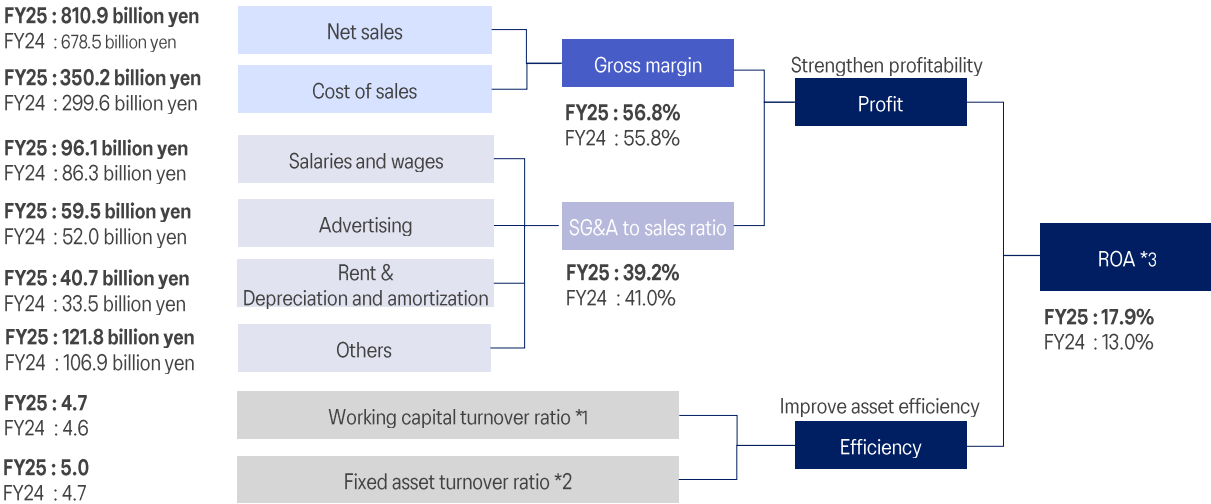 FY25 : 810.9 billion yen
FY24 : 678.5 billion yen
Net sales
FY25 : 350.2 billion yen
FY24 : 299.6 billion yen
Cost of sales
Gross margin
FY25 : 56.8%
FY24 : 55.8%
Strengthen profitability
Profit
FY25 : 96.1 billion yen
FY24 : 86.3 billion yen
Salaries and wages
FY25 : 59.5 billion yen
FY24 : 52.0 billion yen
Advertising
SG&A to sales ratio
FY25 : 39.2%
FY24 : 41.0%
FY25 : 40.7 billion yen
FY24 : 33.5 billion yen
Rent &
Depreciation and amortization
FY25 : 121.8 billion yen
FY24 : 106.9 billion yen
Others
ROA *3
FY25 : 17.9%
FY24 : 13.0%
FY25 : 4.7
FY24 : 4.6
Working capital turnover ratio *1
Improve asset efficiency
Efficiency
FY25 : 5.0
FY24 : 4.7
Fixed asset turnover ratio *2